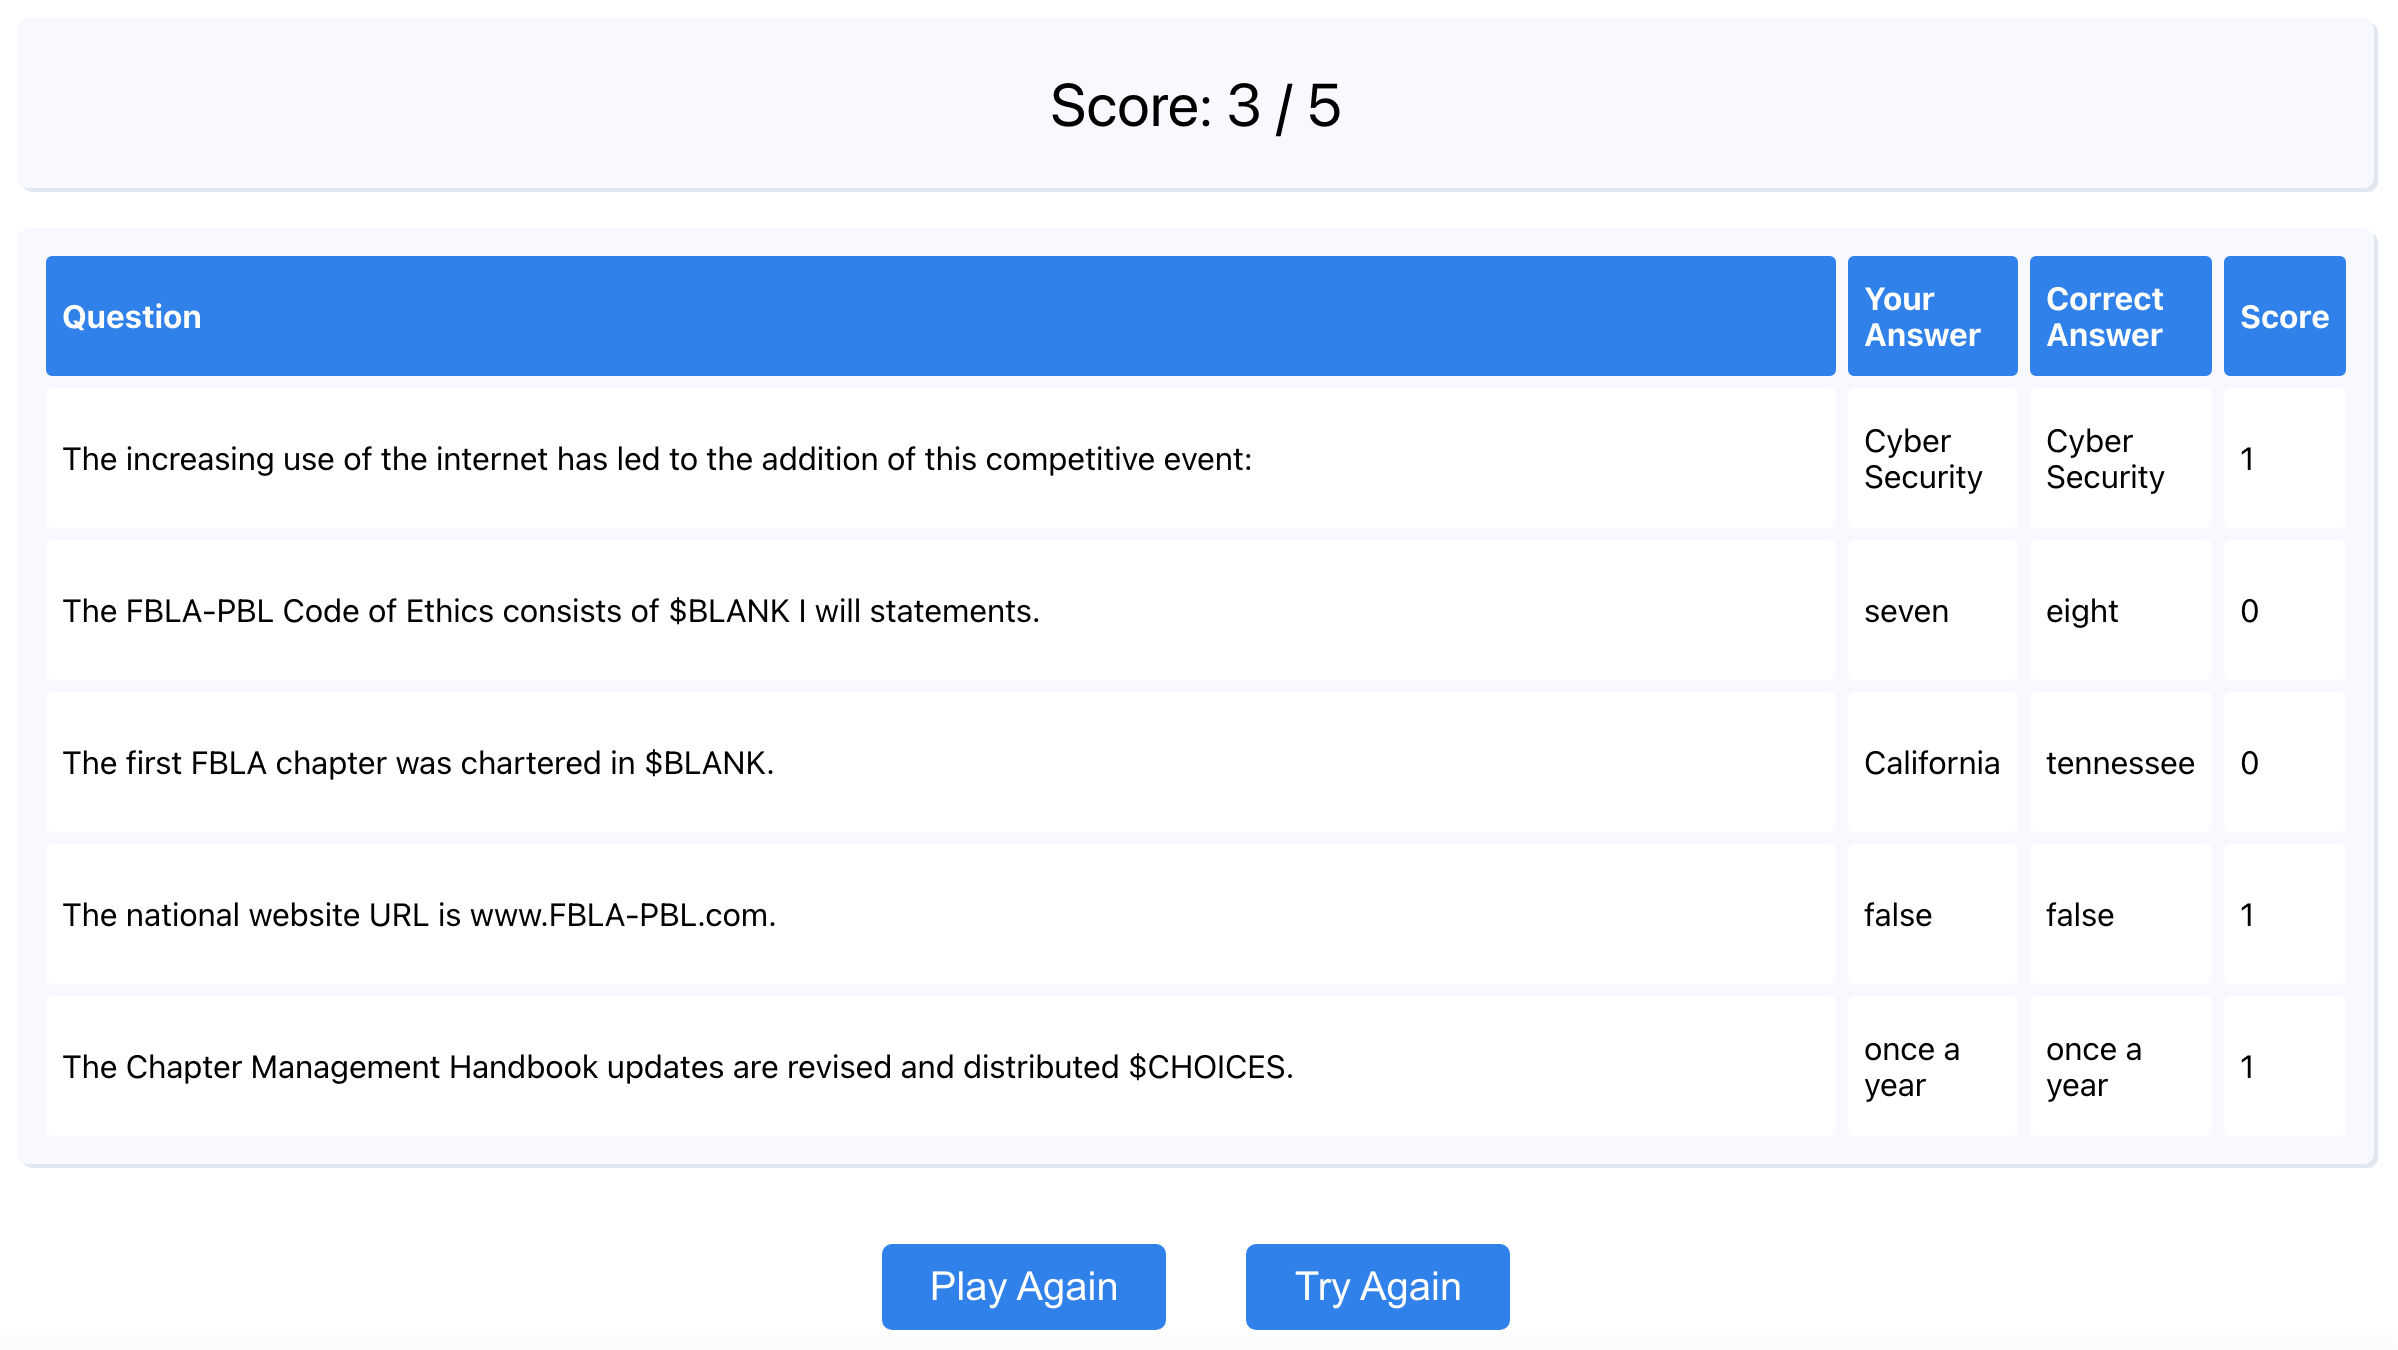 Score: 3 / 5
Question
Your
Answer
Correct
Answer
Score
The increasing use of the internet has led to the addition of this competitive event:
Cyber
Security
Cyber
Security
1
The FBLA-PBL Code of Ethics consists of $BLANK I will statements.
seven
eight
0
The first FBLA chapter was chartered in $BLANK.
California
tennessee
0
The national website URL is www.FBLA-PBL.com.
false
false
1
The Chapter Management Handbook updates are revised and distributed $CHOICES.
once a
year
once a
year
1
Play Again
Try Again